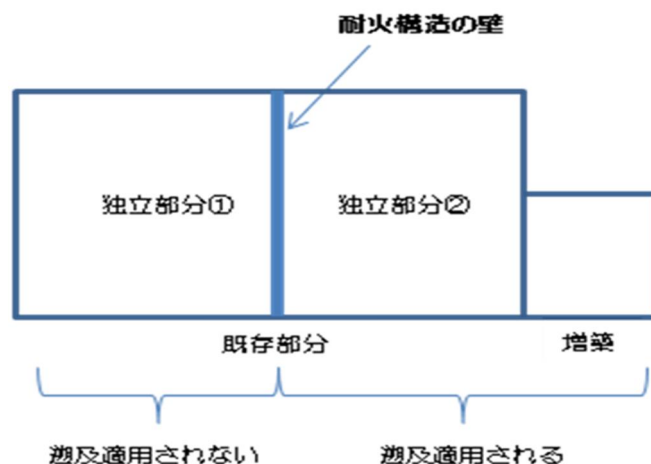 耐火構造の壁
独立部分①
独立部分②
既存部分
増築
遡及適用されない
遡及適用される